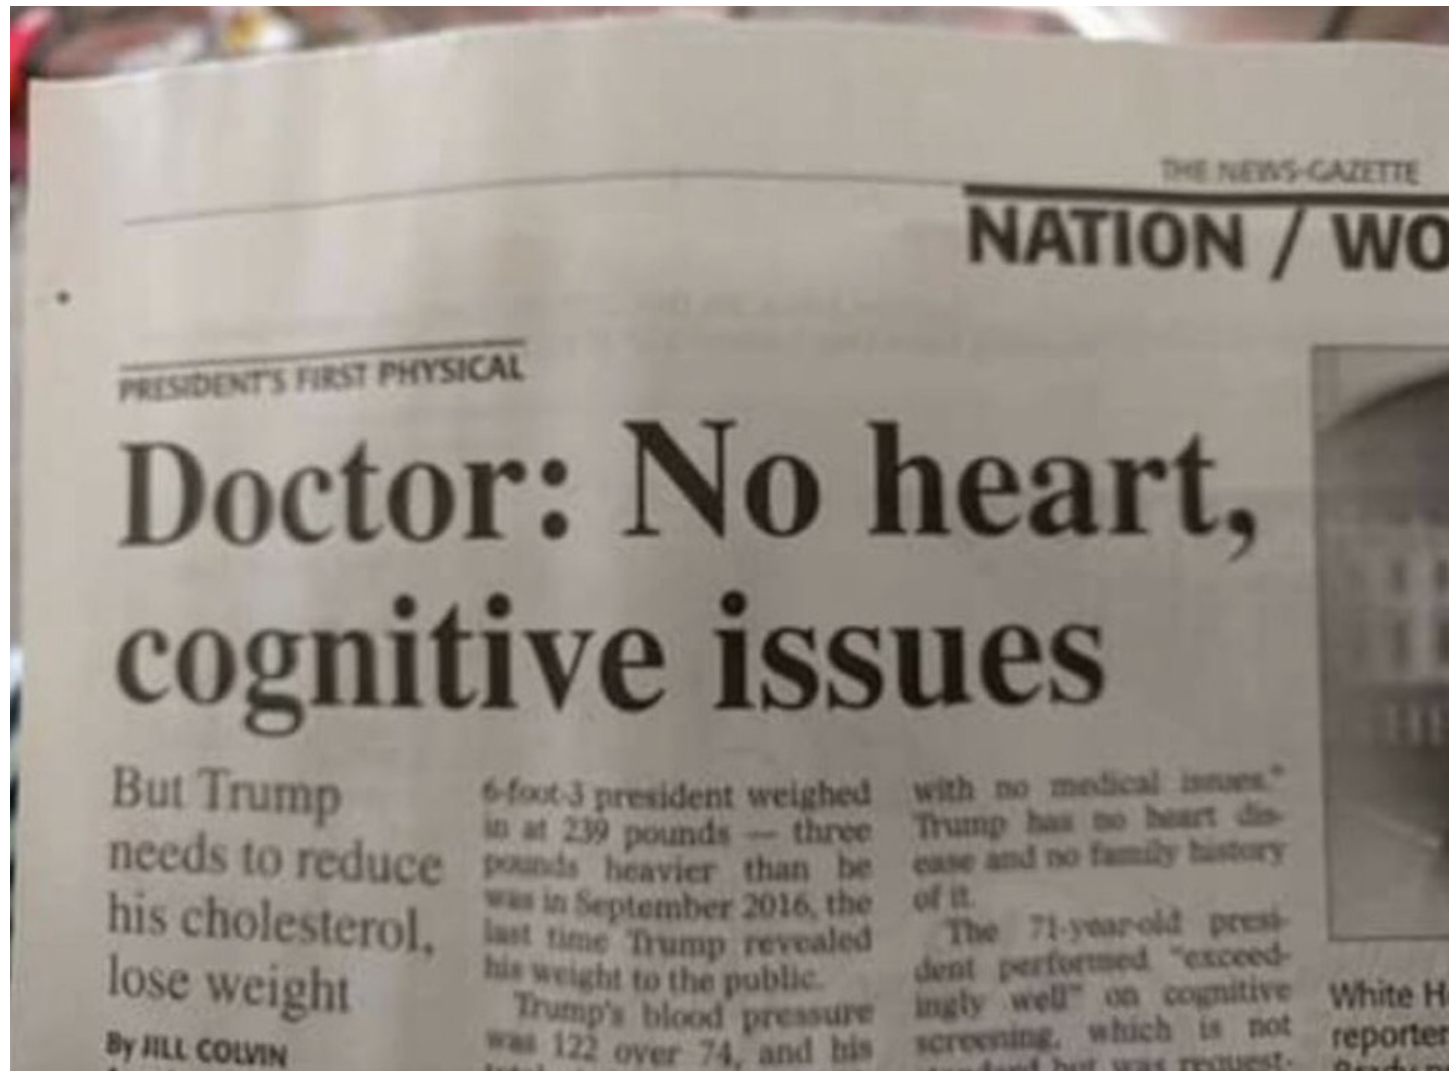 THE NEWS-GAZETTE
NATION / WO
PRESIDENT'S FIRST PHYSICAL
Doctor: No heart,
cognitive issues
But Trump
needs to reduce
his cholesterol,
lose weight
By JILL COLVIN
6-foot-3 president weighed
in at 239 pounds — three
pounds heavier than he
was in September 2016, the
last time Trump revealed
his weight to the public.
Trump's blood pressure
was 122 over 74, and his
with no medical issues."
Trump has no heart dis-
ease and no family history
of it.
The 71-year-old presi-
dent performed "exceed-
ingly well" on cognitive
screening, which is not
standard but was request-
White H
reporter